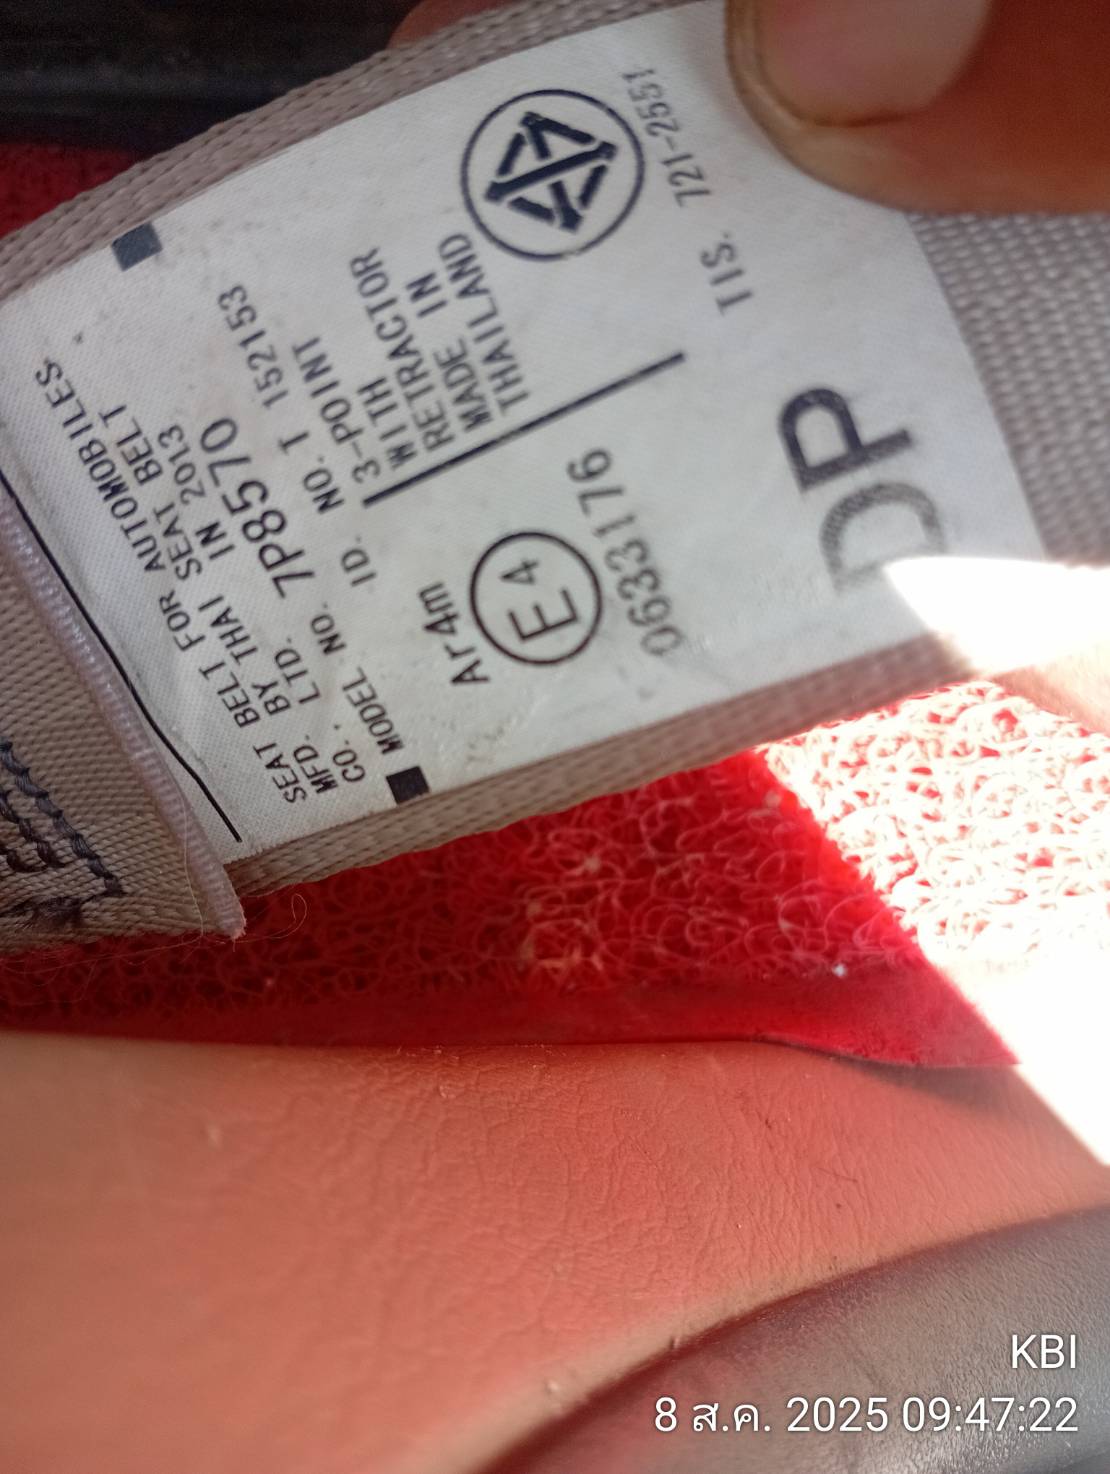 SEAT BELT FOR AUTOMOBILES
MFD. BY THAI SEAT BELT
CO.. LTD. IN 2013
MODEL NO. 7P8570
ID. NO. T 152153
3-POINT
WITH
RETRACTOR
MADE IN
THAILAND
Ar4m
E4
063176
TIS. 721-2551
DP
KBI
8 ส.ค. 2025 09:47:22